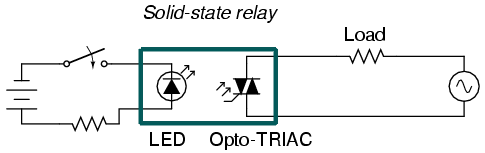 Solid-state relay
Load
LED
Opto-TRIAC